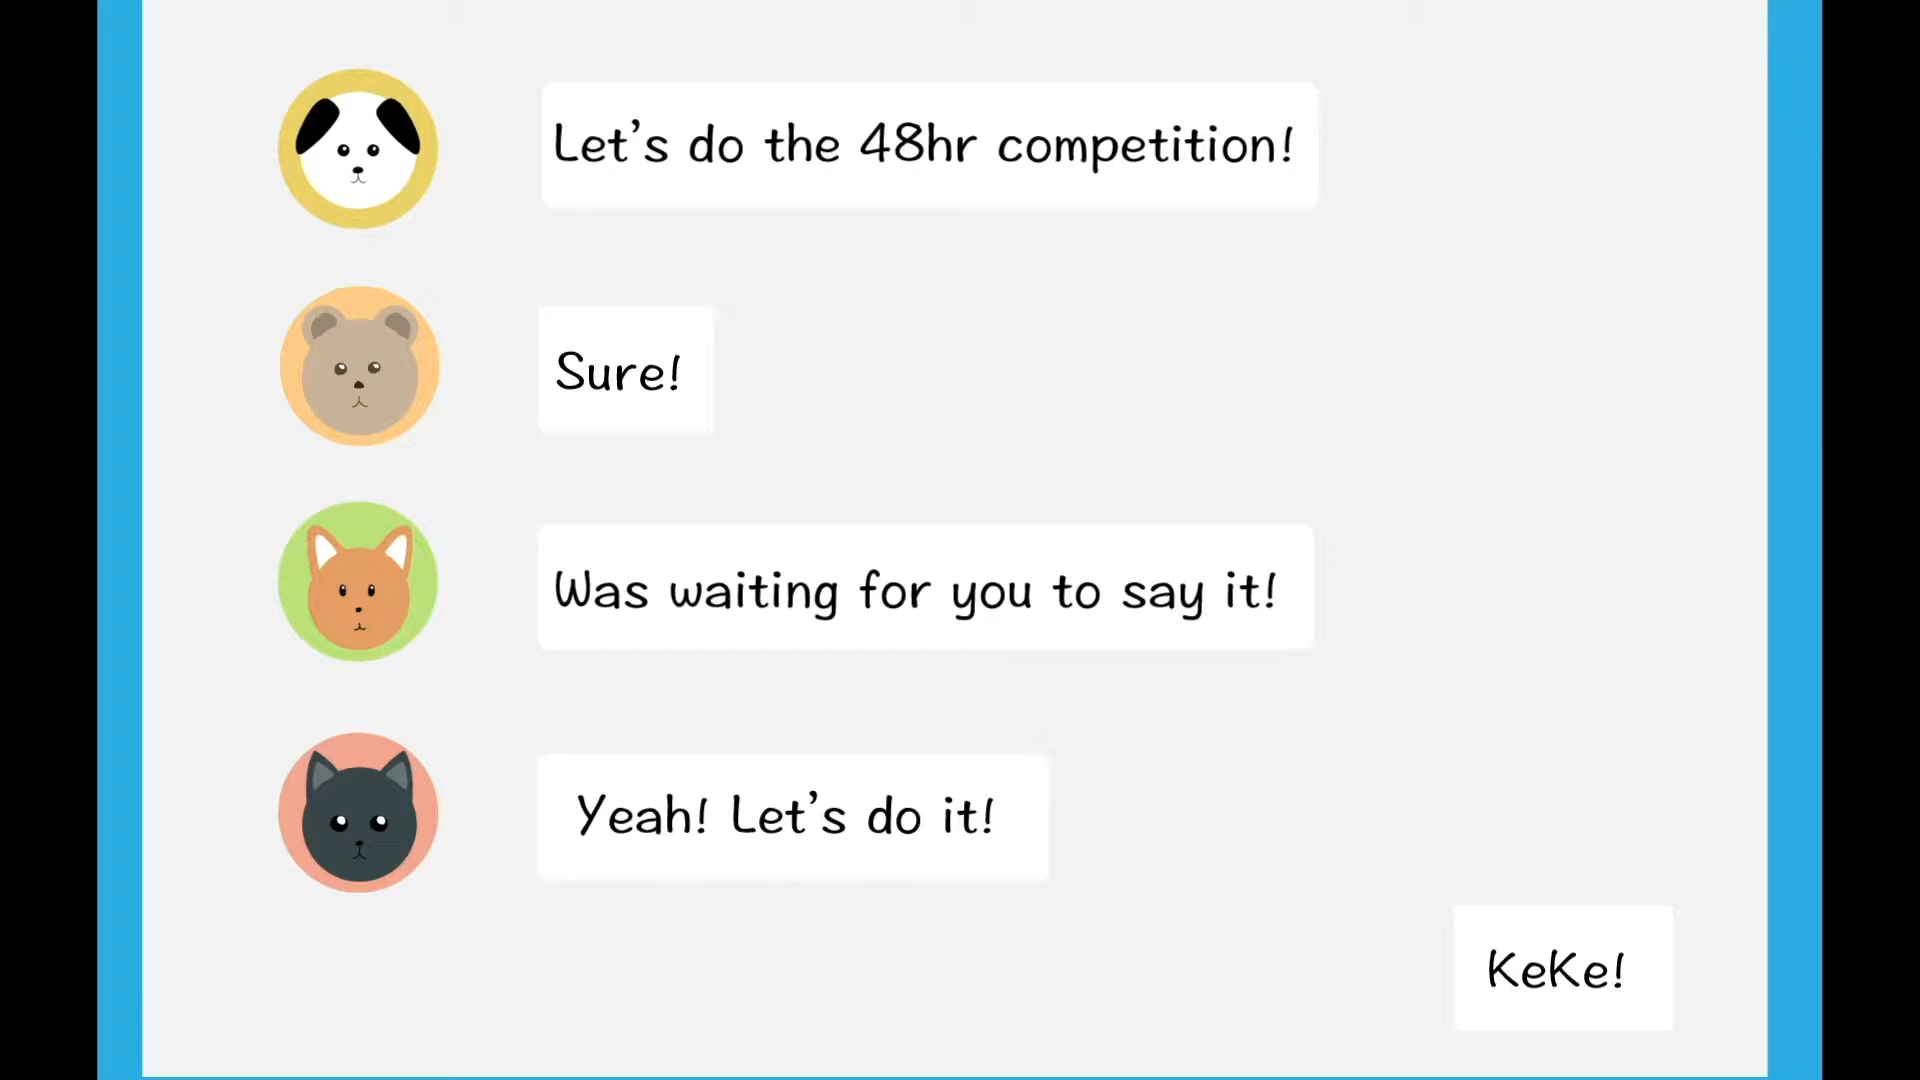 Let's do the 48hr competition!
Sure!
Was waiting for you to say it!
Yeah! Let's do it!
KeKe!